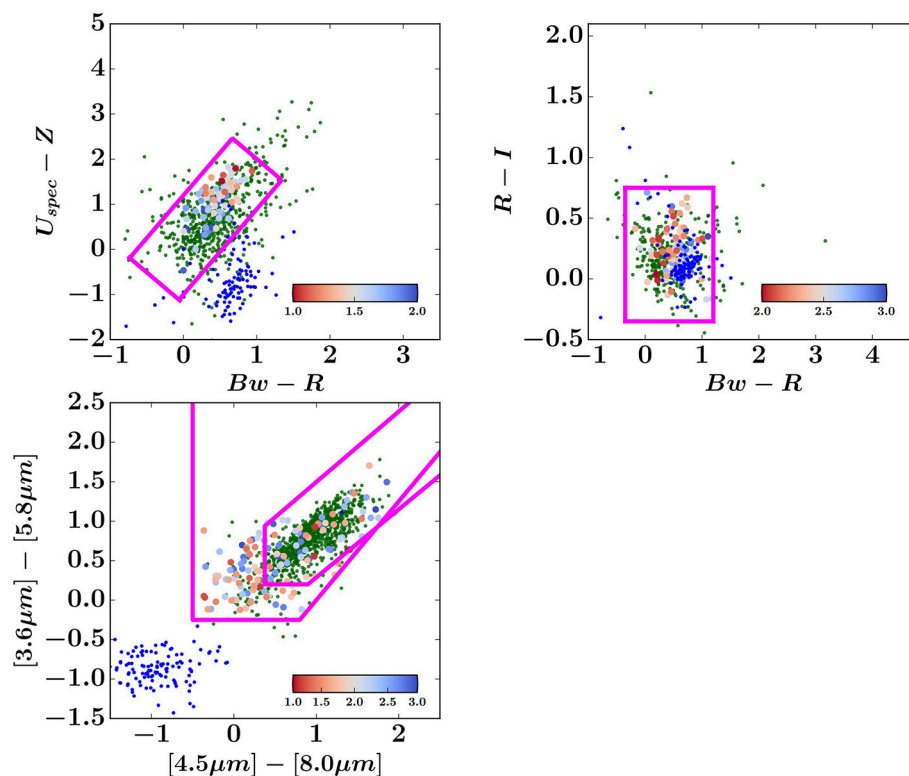 5
4
3
2
1
0
−1
−2
U_spec − Z
1.0 1.5 2.0
−1 0 1 2 3
Bw − R
2.0
1.5
1.0
0.5
0.0
−0.5
R − I
2.0 2.5 3.0
−1 0 1 2 3 4
Bw − R
2.5
2.0
1.5
1.0
0.5
0.0
−0.5
−1.0
−1.5
[3.6μm] − [5.8μm]
1.0 1.5 2.0 2.5 3.0
−1 0 1 2
[4.5μm] − [8.0μm]